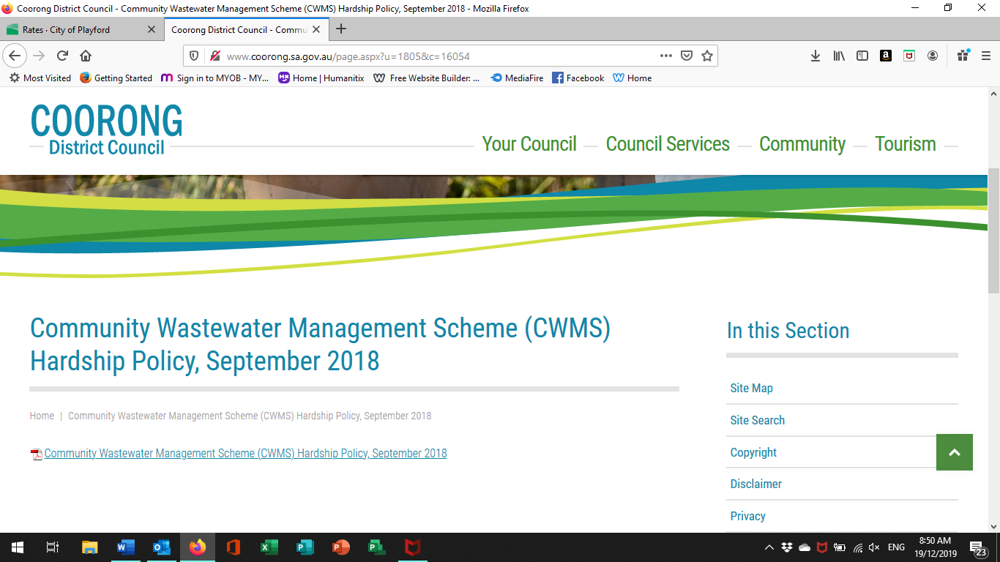 Coorong District Council - Community Wastewater Management Scheme (CWMS) Hardship Policy, September 2018 - Mozilla Firefox
Rates · City of Playford
Coorong District Council - Commu
www.coorong.sa.gov.au/page.aspx?u=1805&c=16054
Most Visited Getting Started Sign in to MYOB - MY... Home | Humanitix Free Website Builder: ... MediaFire Facebook Home
COORONG
District Council
Your Council Council Services Community Tourism
Community Wastewater Management Scheme (CWMS)
Hardship Policy, September 2018
Home | Community Wastewater Management Scheme (CWMS) Hardship Policy, September 2018
Community Wastewater Management Scheme (CWMS) Hardship Policy, September 2018
In this Section
Site Map
Site Search
Copyright
Disclaimer
Privacy
ENG
8:50 AM
19/12/2019
23